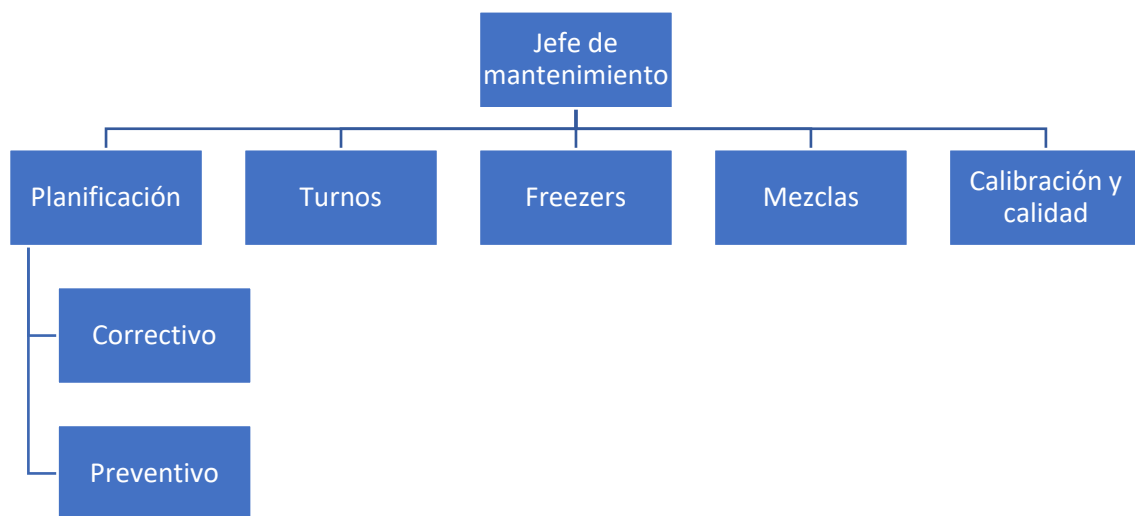 Jefe de
mantenimiento
Planificación
Turnos
Freezers
Mezclas
Calibración y
calidad
Correctivo
Preventivo